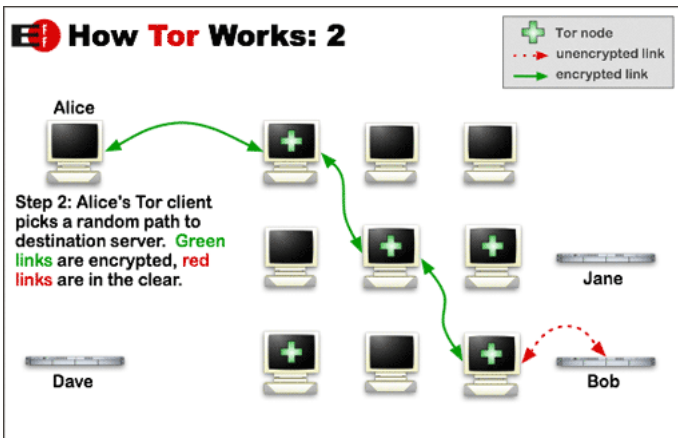 EFF How Tor Works: 2
Tor node
unencrypted link
encrypted link
Alice
Step 2: Alice's Tor client
picks a random path to
destination server. Green
links are encrypted, red
links are in the clear.
Jane
Dave
Bob